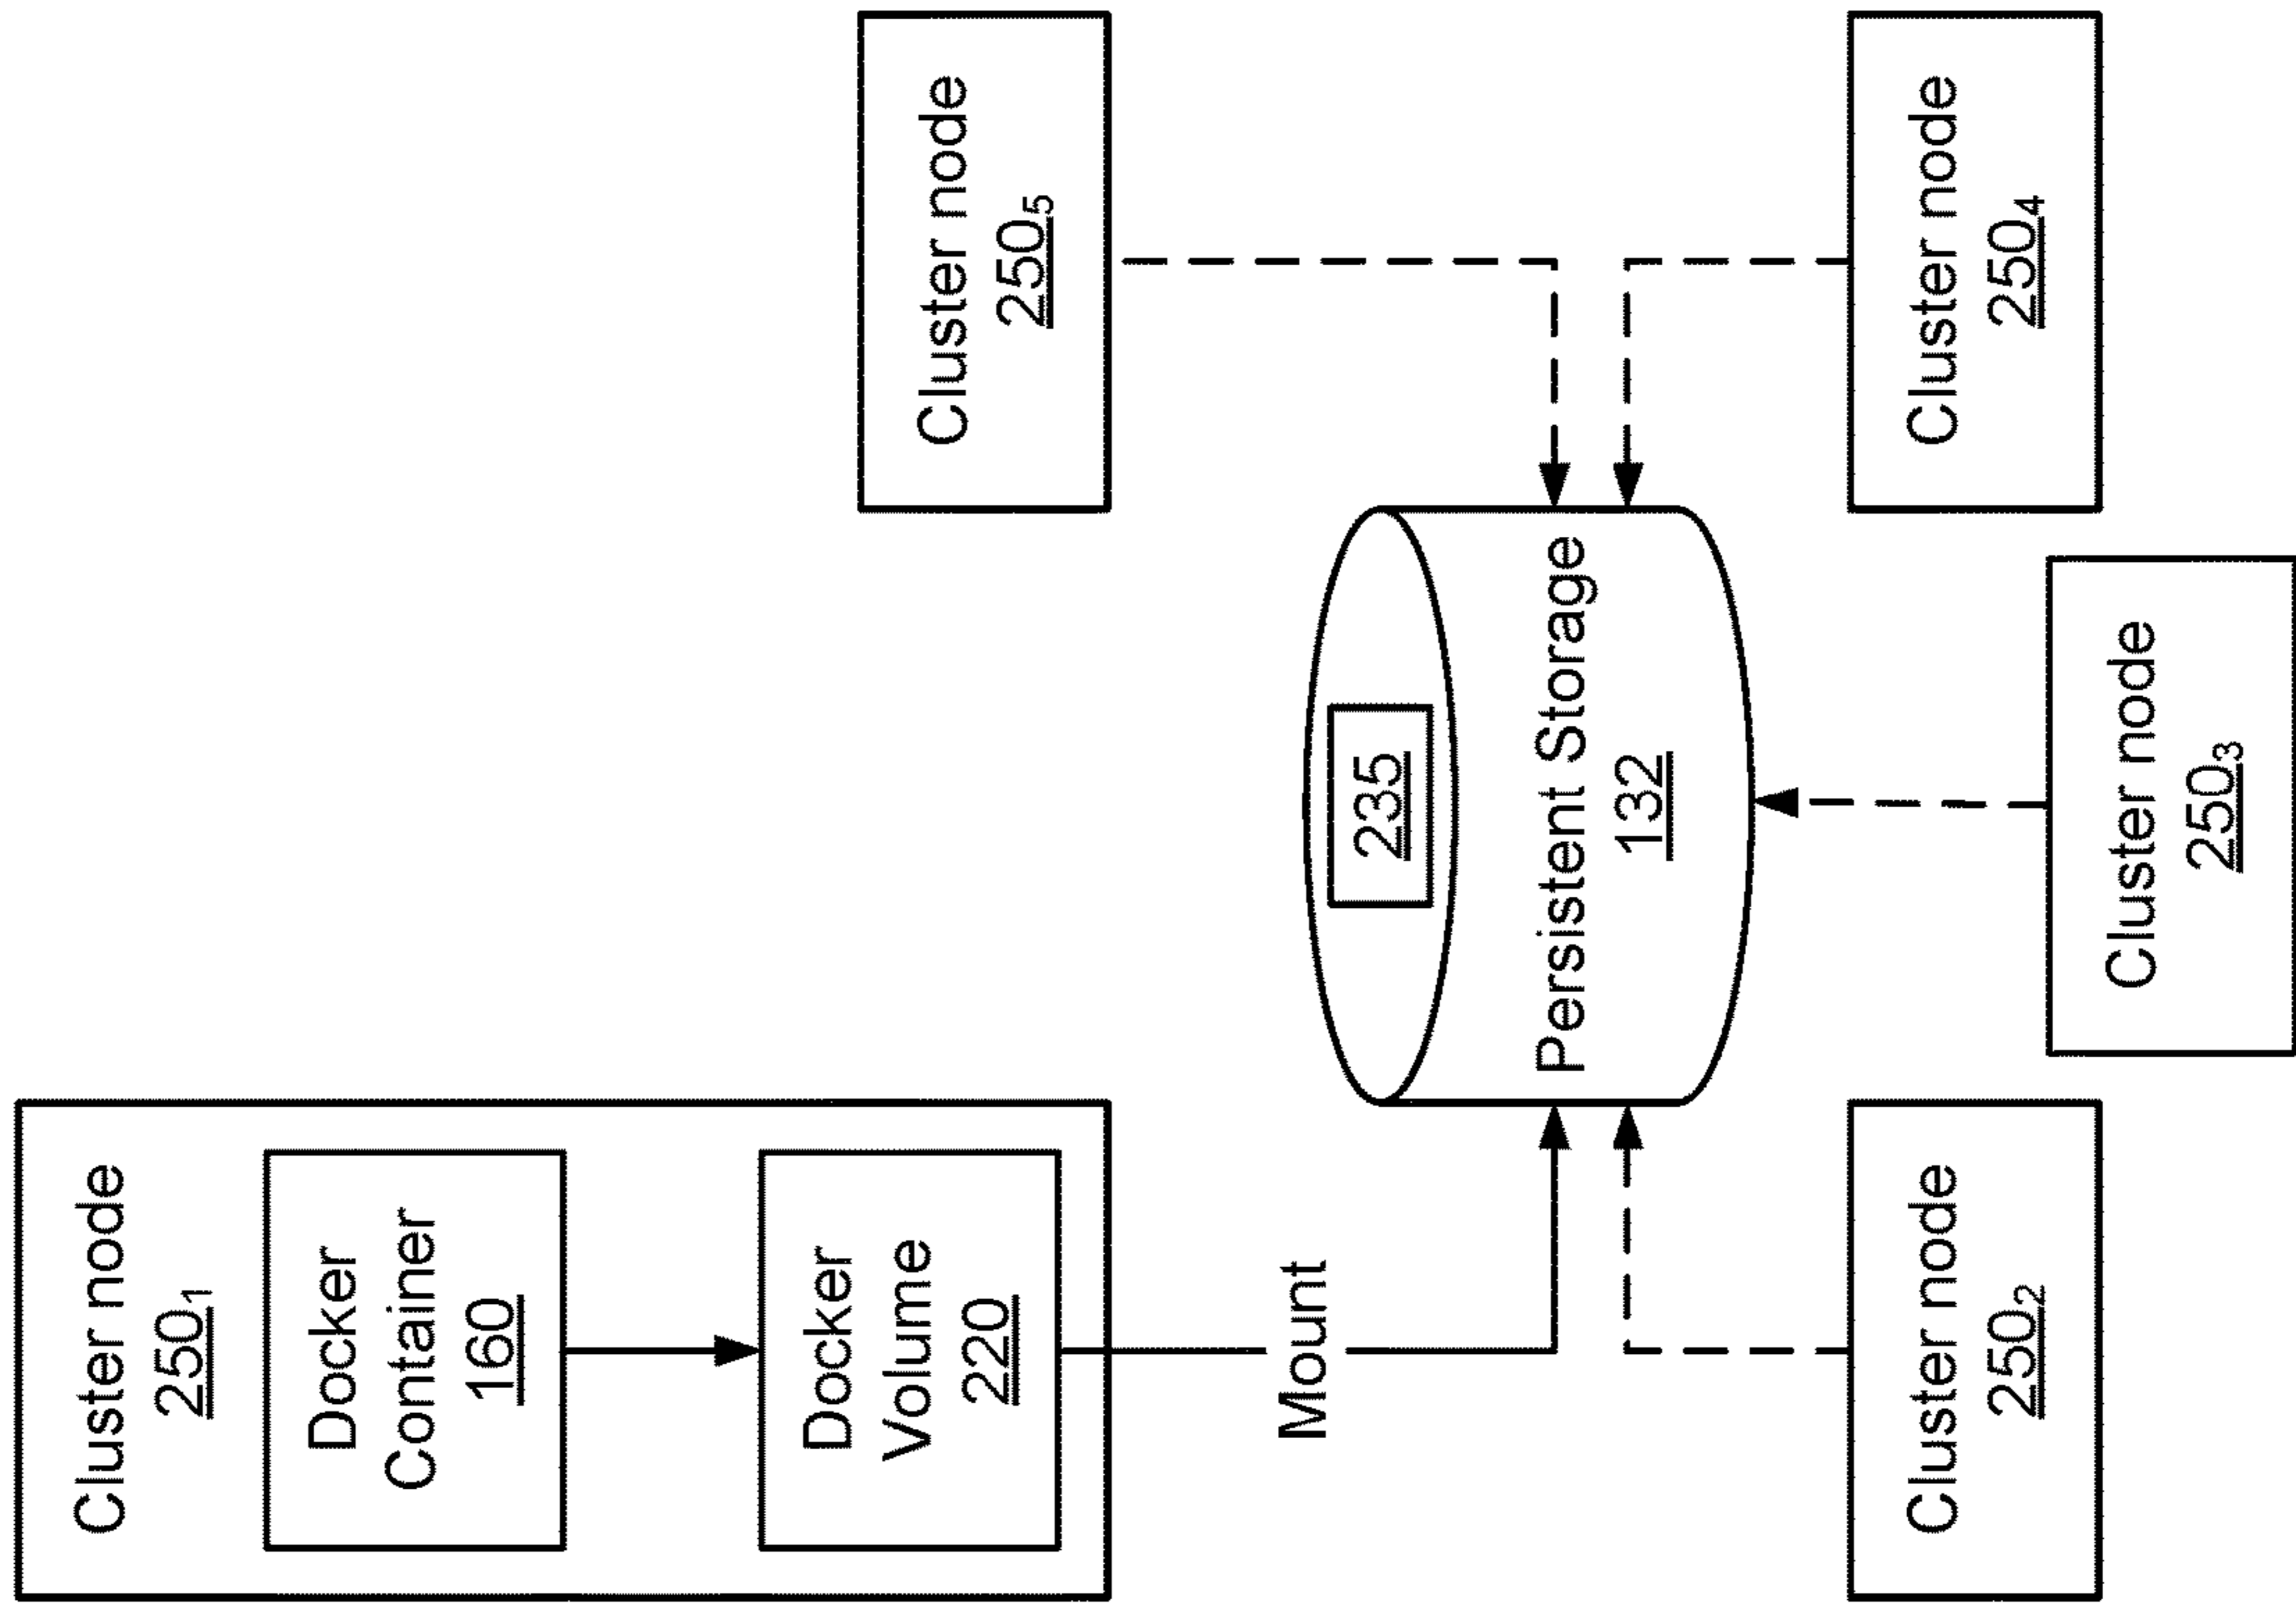 Cluster node
250₁
Docker
Container
160
Docker
Volume
220
Mount
Cluster node
250₅
235
Persistent Storage
132
Cluster node
250₂
Cluster node
250₃
Cluster node
250₄